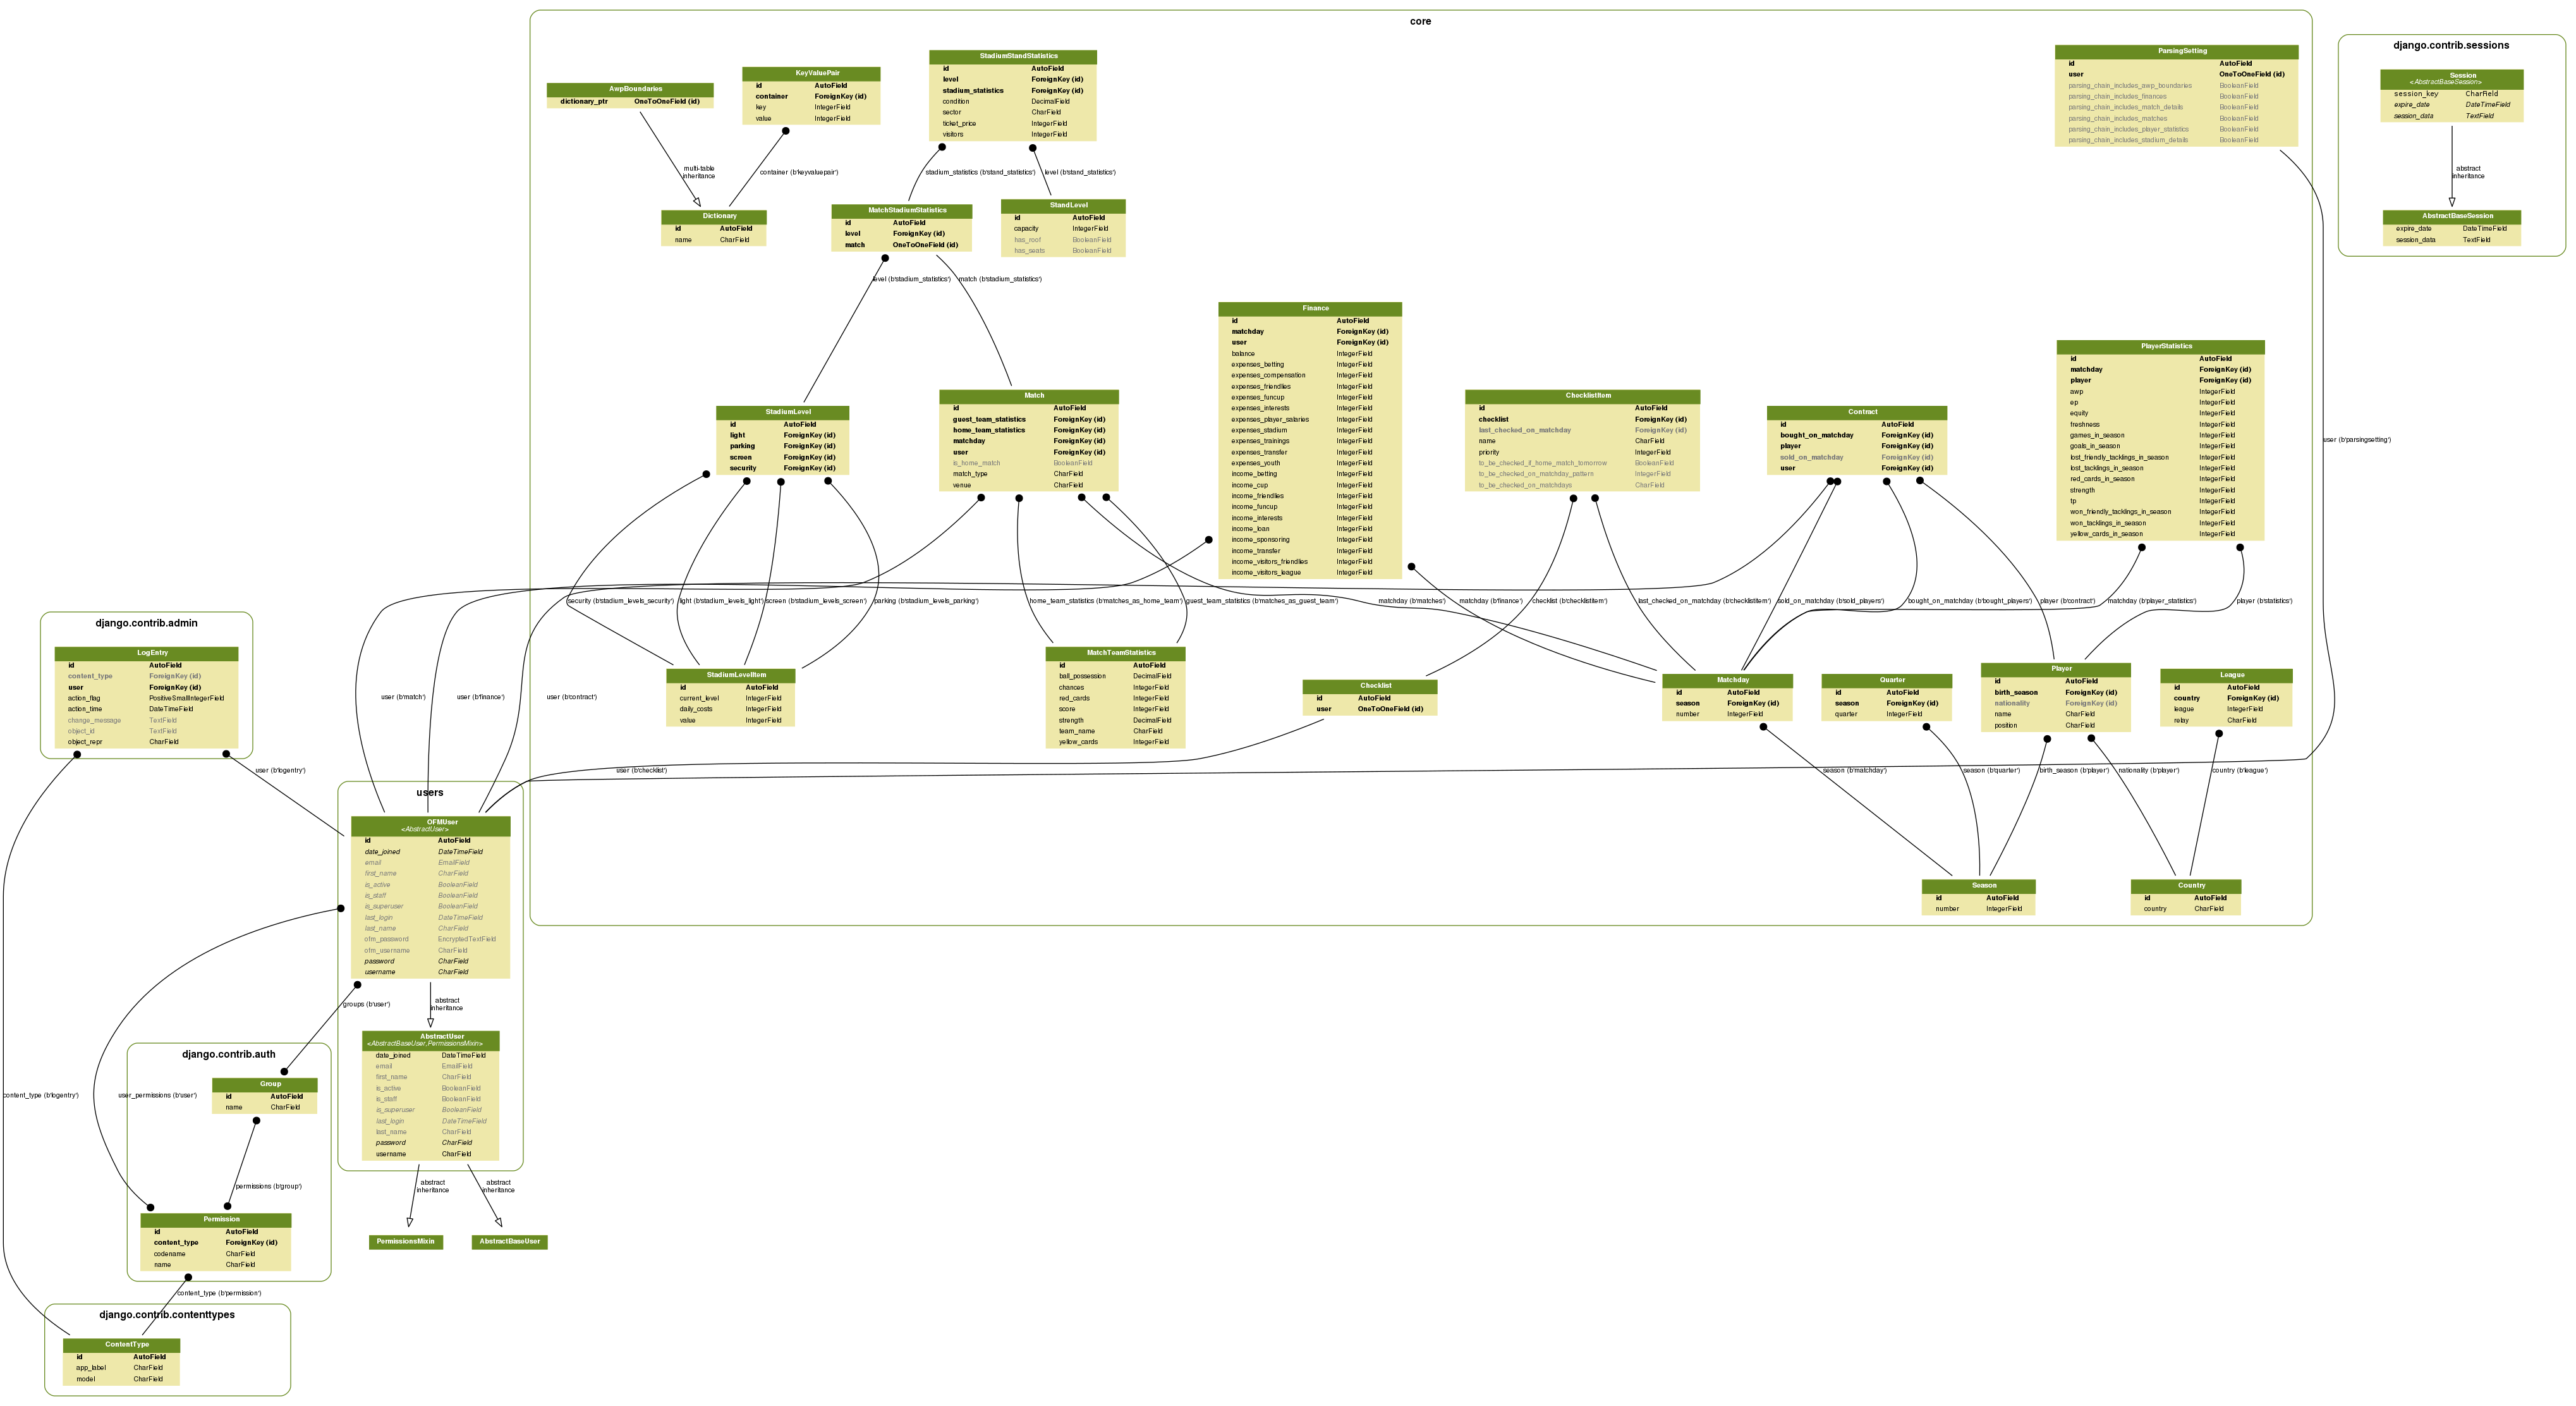 core
StadiumStandStatistics
id AutoField
level ForeignKey (id)
stadium_statistics ForeignKey (id)
condition DecimalField
sector CharField
ticket_price IntegerField
visitors IntegerField
KeyValuePair
id AutoField
container ForeignKey (id)
key IntegerField
value IntegerField
AwpBoundaries
dictionary_ptr OneToOneField (id)
ParsingSetting
id AutoField
user OneToOneField (id)
parsing_chain_includes_awp_boundaries BooleanField
parsing_chain_includes_finances BooleanField
parsing_chain_includes_match_details BooleanField
parsing_chain_includes_matches BooleanField
parsing_chain_includes_player_statistics BooleanField
parsing_chain_includes_stadium_details BooleanField
django.contrib.sessions
Session
<AbstractBaseSession>
session_key CharField
expire_date DateTimeField
session_data TextField
abstract
inheritance
AbstractBaseSession
expire_date DateTimeField
session_data TextField
multi-table
inheritance
container (b'keyvaluepair')
stadium_statistics (b'stand_statistics')
level (b'stand_statistics')
Dictionary
id AutoField
name CharField
MatchStadiumStatistics
id AutoField
level ForeignKey (id)
match OneToOneField (id)
StandLevel
id AutoField
capacity IntegerField
has_roof BooleanField
has_seats BooleanField
level (b'stadium_statistics')
match (b'stadium_statistics')
Finance
id AutoField
matchday ForeignKey (id)
user ForeignKey (id)
balance IntegerField
expenses_betting IntegerField
expenses_compensation IntegerField
expenses_friendlies IntegerField
expenses_funcup IntegerField
expenses_interests IntegerField
expenses_player_salaries IntegerField
expenses_stadium IntegerField
expenses_trainings IntegerField
expenses_transfer IntegerField
expenses_youth IntegerField
income_betting IntegerField
income_cup IntegerField
income_friendlies IntegerField
income_funcup IntegerField
income_interests IntegerField
income_loan IntegerField
income_sponsoring IntegerField
income_transfer IntegerField
income_visitors_friendlies IntegerField
income_visitors_league IntegerField
PlayerStatistics
id AutoField
matchday ForeignKey (id)
player ForeignKey (id)
awp IntegerField
ep IntegerField
equity IntegerField
freshness IntegerField
games_in_season IntegerField
goals_in_season IntegerField
lost_friendly_tacklings_in_season IntegerField
lost_tacklings_in_season IntegerField
red_cards_in_season IntegerField
strength IntegerField
tp IntegerField
won_friendly_tacklings_in_season IntegerField
won_tacklings_in_season IntegerField
yellow_cards_in_season IntegerField
Match
id AutoField
guest_team_statistics ForeignKey (id)
home_team_statistics ForeignKey (id)
matchday ForeignKey (id)
user ForeignKey (id)
is_home_match BooleanField
match_type CharField
venue CharField
ChecklistItem
id AutoField
checklist ForeignKey (id)
last_checked_on_matchday ForeignKey (id)
name CharField
priority IntegerField
to_be_checked_if_home_match_tomorrow BooleanField
to_be_checked_on_matchday_pattern IntegerField
to_be_checked_on_matchdays CharField
StadiumLevel
id AutoField
light ForeignKey (id)
parking ForeignKey (id)
screen ForeignKey (id)
security ForeignKey (id)
Contract
id AutoField
bought_on_matchday ForeignKey (id)
player ForeignKey (id)
sold_on_matchday ForeignKey (id)
user ForeignKey (id)
user (b'parsingsetting')
security (b'stadium_levels_security')
light (b'stadium_levels_light')
screen (b'stadium_levels_screen')
parking (b'stadium_levels_parking')
home_team_statistics (b'matches_as_home_team')
guest_team_statistics (b'matches_as_guest_team')
matchday (b'matches')
matchday (b'finance')
checklist (b'checklistitem')
last_checked_on_matchday (b'checklistitem')
sold_on_matchday (b'sold_players')
bought_on_matchday (b'bought_players')
player (b'contract')
matchday (b'player_statistics')
player (b'statistics')
django.contrib.admin
LogEntry
id AutoField
content_type ForeignKey (id)
user ForeignKey (id)
action_flag PositiveSmallIntegerField
action_time DateTimeField
change_message TextField
object_id TextField
object_repr CharField
user (b'match')
user (b'finance')
user (b'contract')
StadiumLevelItem
id AutoField
current_level IntegerField
daily_costs IntegerField
value IntegerField
MatchTeamStatistics
id AutoField
ball_possession DecimalField
chances IntegerField
red_cards IntegerField
score IntegerField
strength DecimalField
team_name CharField
yellow_cards IntegerField
Checklist
id AutoField
user OneToOneField (id)
Matchday
id AutoField
season ForeignKey (id)
number IntegerField
Quarter
id AutoField
season ForeignKey (id)
quarter IntegerField
Player
id AutoField
birth_season ForeignKey (id)
nationality ForeignKey (id)
name CharField
position CharField
League
id AutoField
country ForeignKey (id)
league IntegerField
relay CharField
user (b'logentry')
user (b'checklist')
season (b'matchday')
season (b'quarter')
birth_season (b'player')
nationality (b'player')
country (b'league')
users
OFMUser
<AbstractUser>
id AutoField
date_joined DateTimeField
email EmailField
first_name CharField
is_active BooleanField
is_staff BooleanField
is_superuser BooleanField
last_login DateTimeField
last_name CharField
ofm_password EncryptedTextField
ofm_username CharField
password CharField
username CharField
Season
id AutoField
number IntegerField
Country
id AutoField
country CharField
groups (b'user')
abstract
inheritance
AbstractUser
<AbstractBaseUser,PermissionsMixin>
date_joined DateTimeField
email EmailField
first_name CharField
is_active BooleanField
is_staff BooleanField
is_superuser BooleanField
last_login DateTimeField
last_name CharField
password CharField
username CharField
django.contrib.auth
Group
id AutoField
name CharField
content_type (b'logentry')
user_permissions (b'user')
permissions (b'group')
abstract
inheritance
abstract
inheritance
Permission
id AutoField
content_type ForeignKey (id)
codename CharField
name CharField
PermissionsMixin
AbstractBaseUser
content_type (b'permission')
django.contrib.contenttypes
ContentType
id AutoField
app_label CharField
model CharField